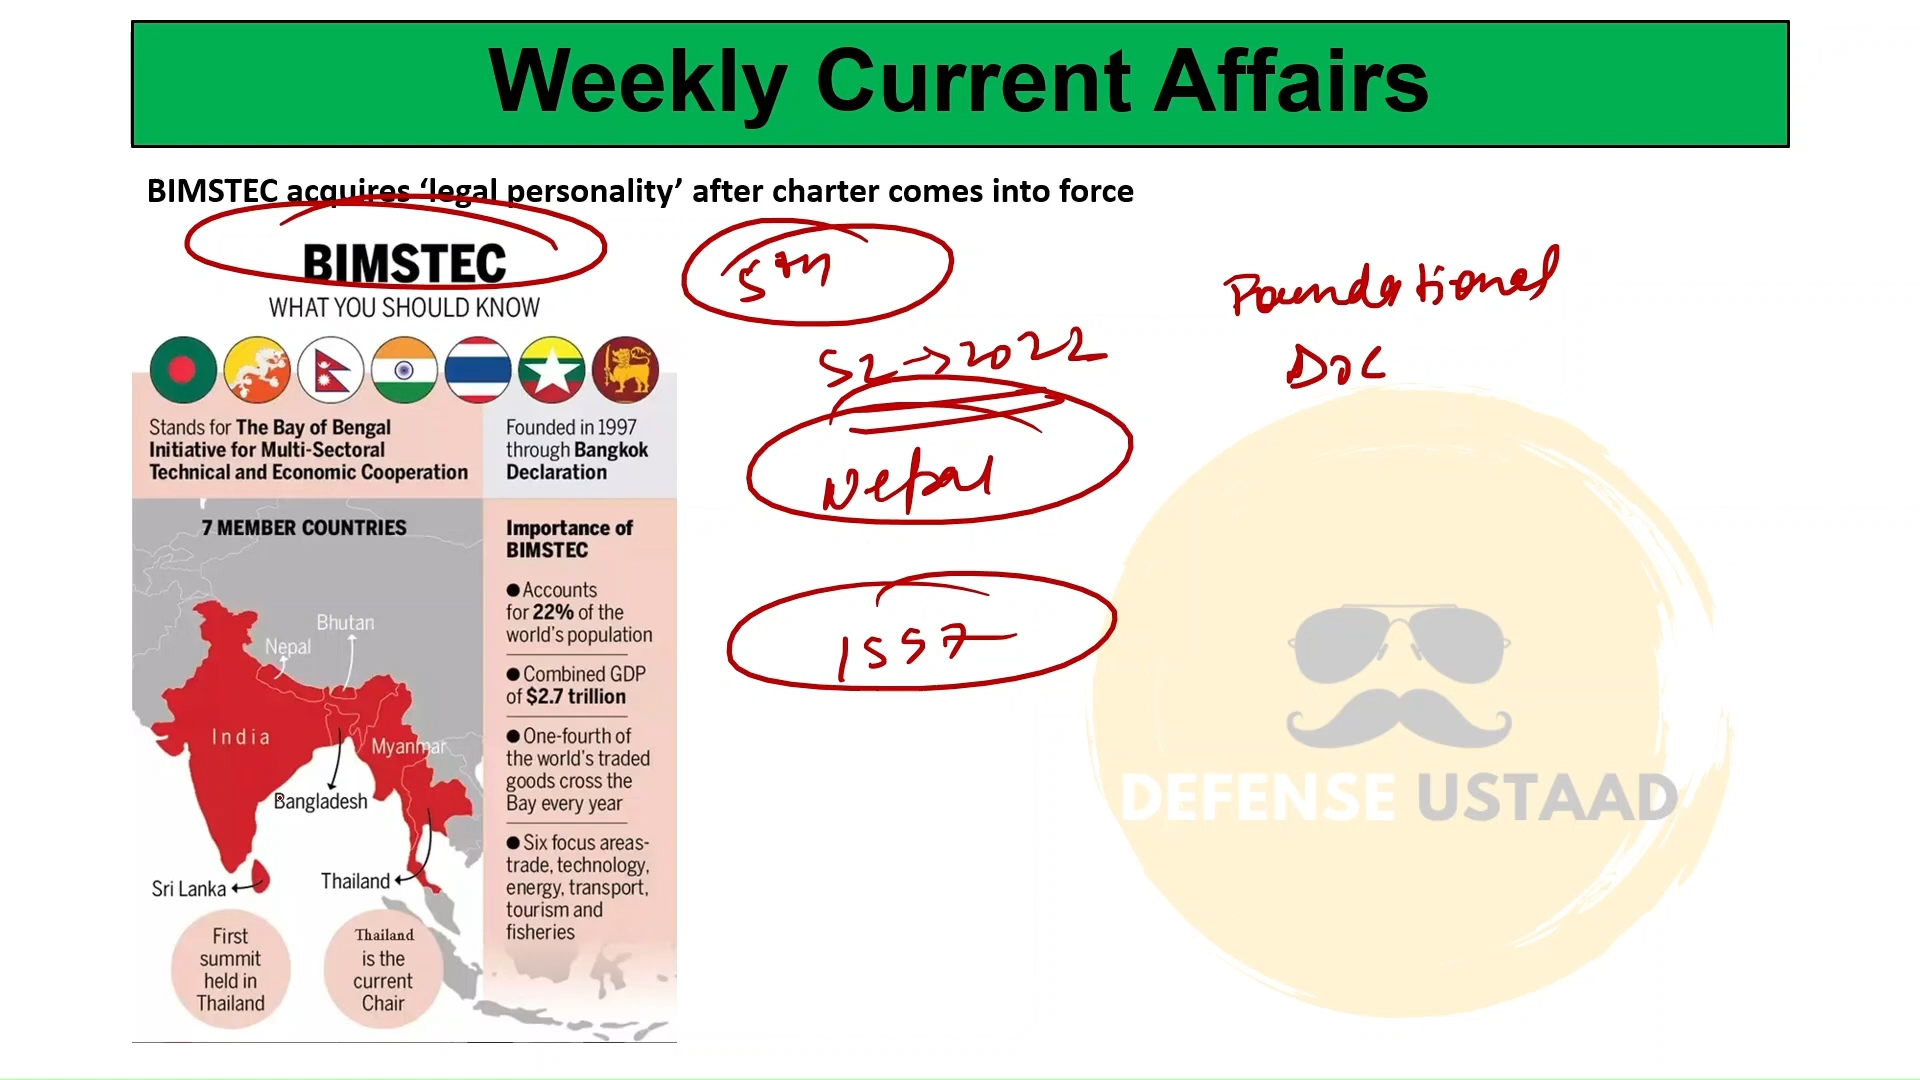 Weekly Current Affairs
BIMSTEC acquires ‘legal personality’ after charter comes into force
BIMSTEC
WHAT YOU SHOULD KNOW
Stands for The Bay of Bengal
Initiative for Multi-Sectoral
Technical and Economic Cooperation
Founded in 1997
through Bangkok
Declaration
7 MEMBER COUNTRIES
Bhutan
Nepal
India
Myanmar
Bangladesh
Sri Lanka
Thailand
First
summit
held in
Thailand
Thailand
is the
current
Chair
Importance of
BIMSTEC
● Accounts
for 22% of the
world’s population
● Combined GDP
of $2.7 trillion
● One-fourth of
the world’s traded
goods cross the
Bay every year
● Six focus areas-
trade, technology,
energy, transport,
tourism and
fisheries
5th
2022
Nepal
1997
Foundational
Doc
DEFENSE USTAAD